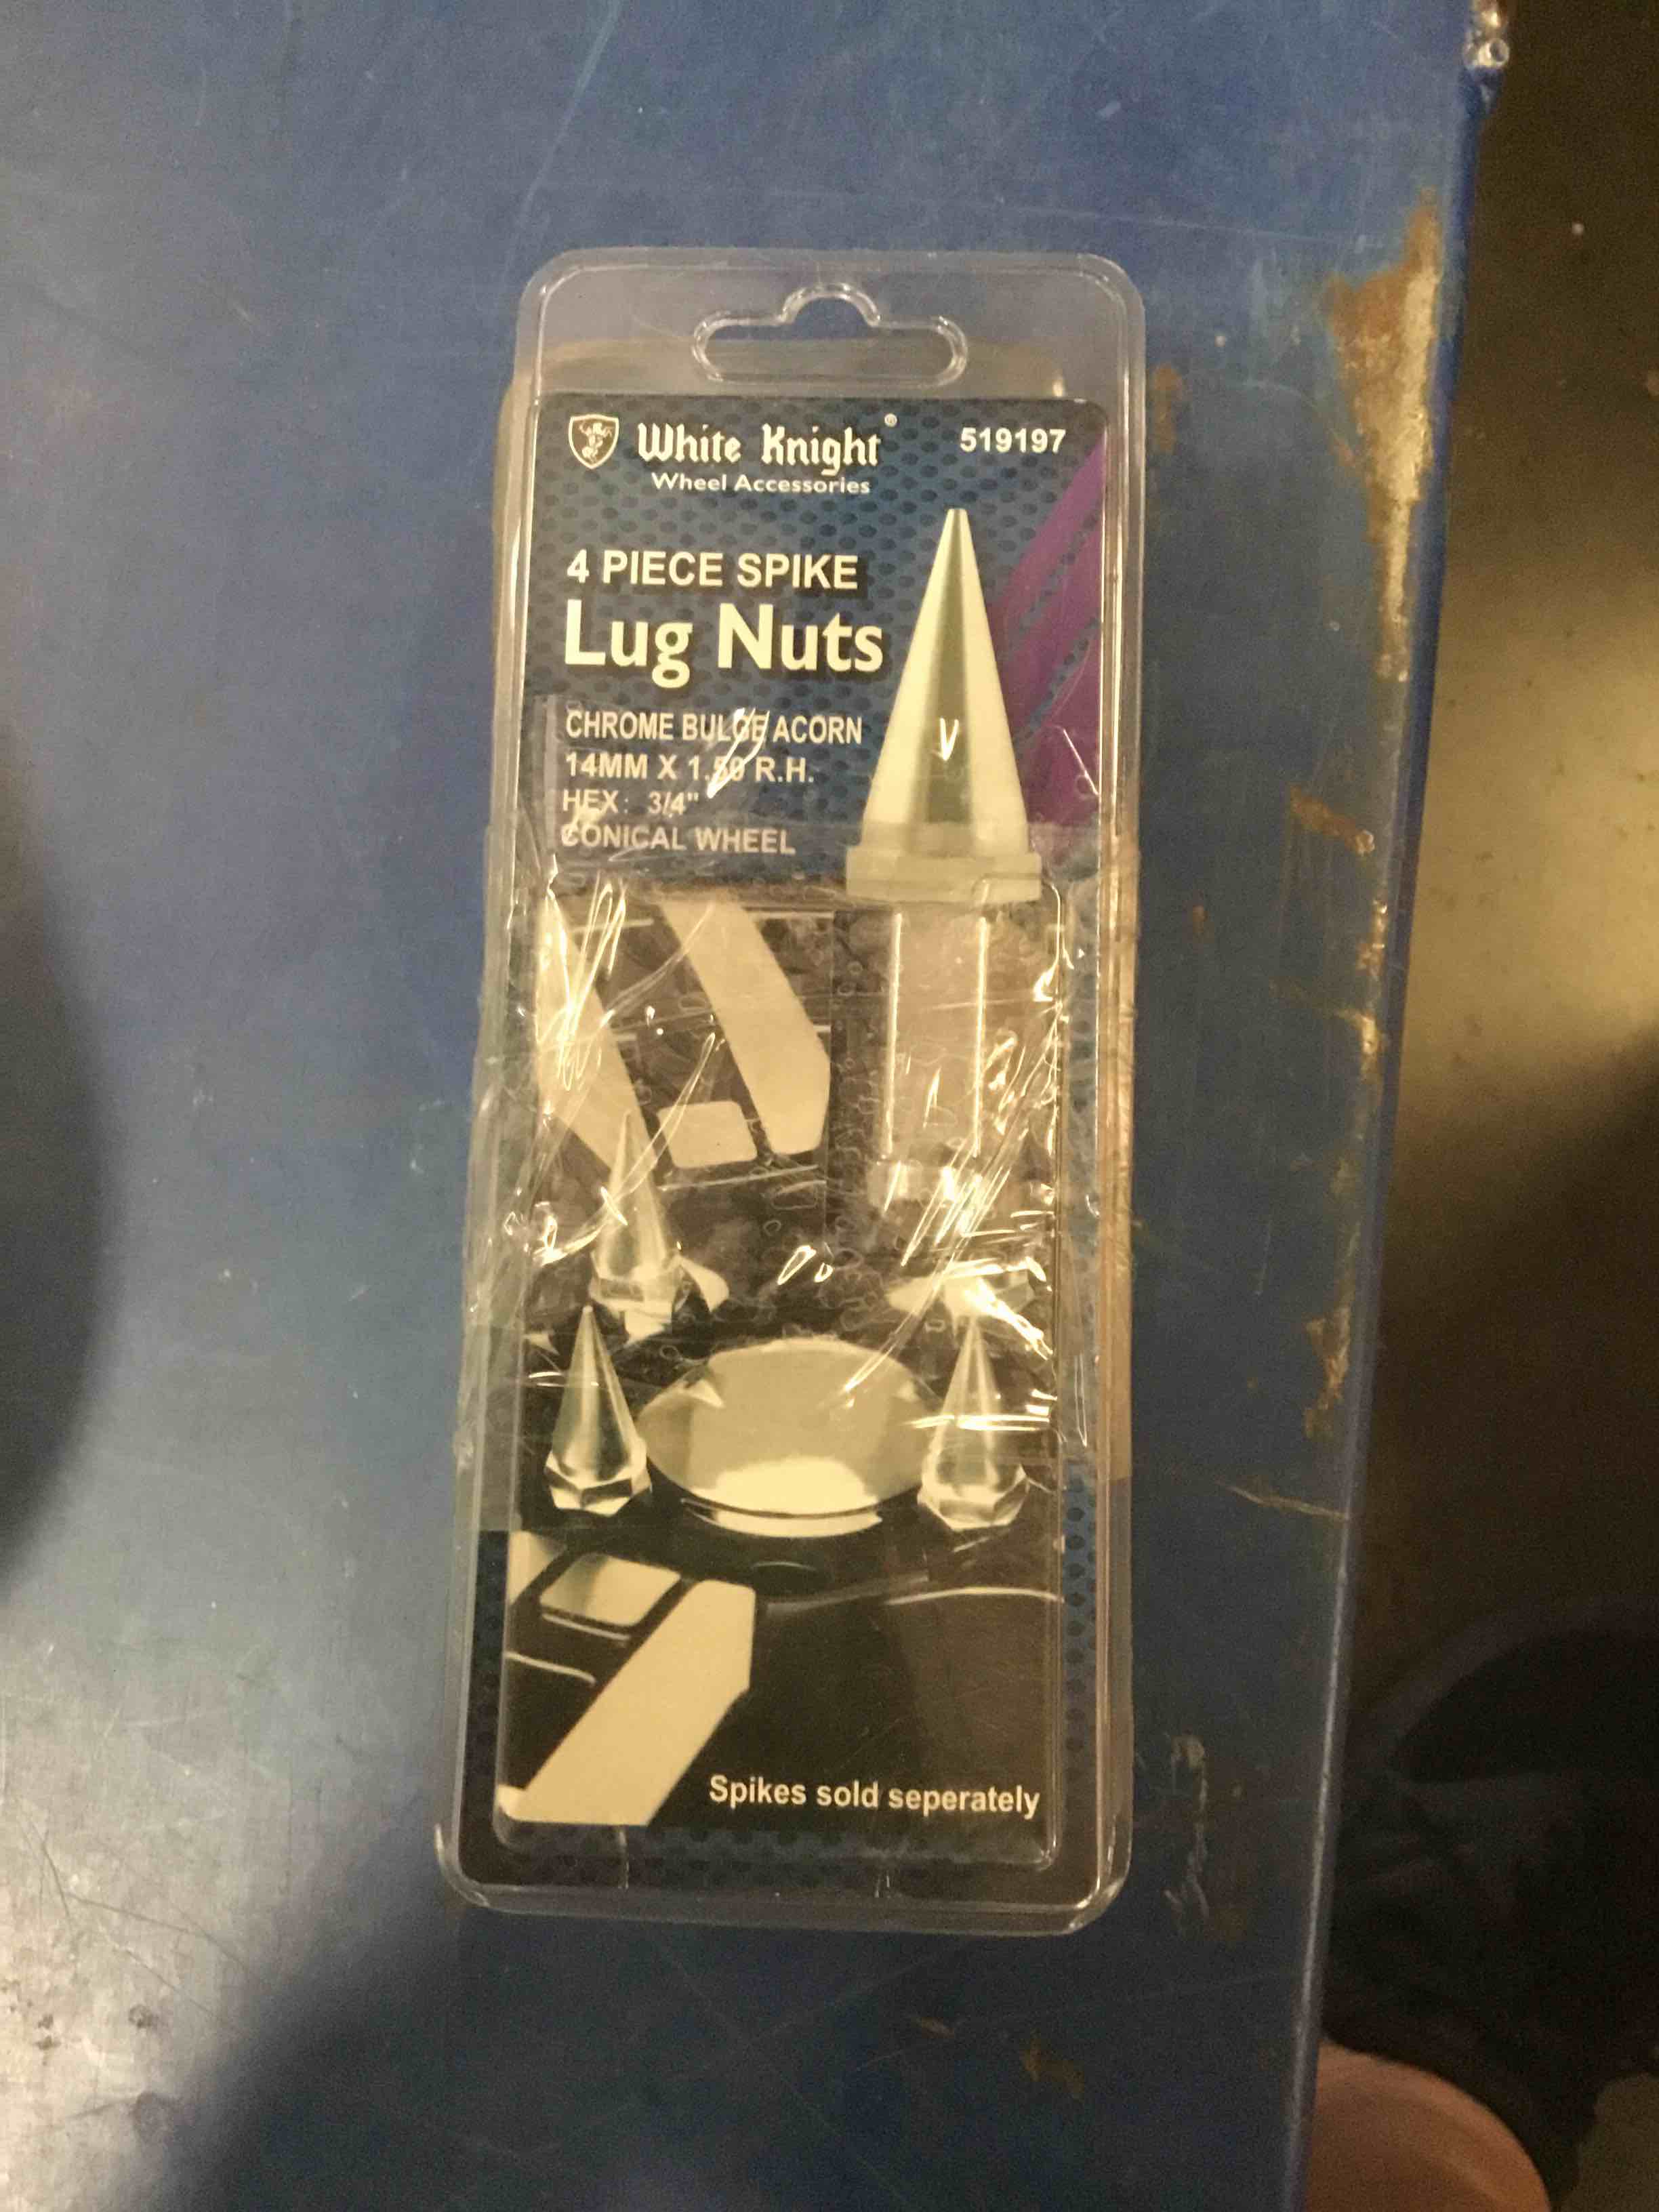 White Knight®
519197
Wheel Accessories
4 PIECE SPIKE
Lug Nuts
CHROME BULGE ACORN
14MM X 1.50 R.H.
HEX: 3/4"
CONICAL WHEEL
Spikes sold seperately